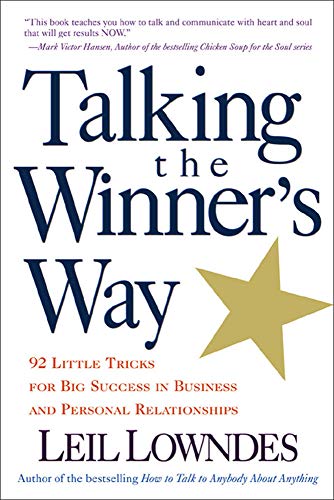 "This book teaches you how to talk and communicate with heart and soul
that will get results NOW."
—Mark Victor Hansen, Author of the bestselling Chicken Soup for the Soul series
Talking
the
Winner's
Way
92 Little Tricks
for Big Success in Business
and Personal Relationships
Leil Lowndes
Author of the bestselling How to Talk to Anybody About Anything